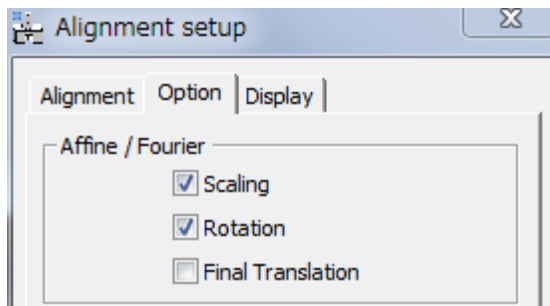 Alignment setup
Alignment Option Display
Affine / Fourier
Scaling
Rotation
Final Translation